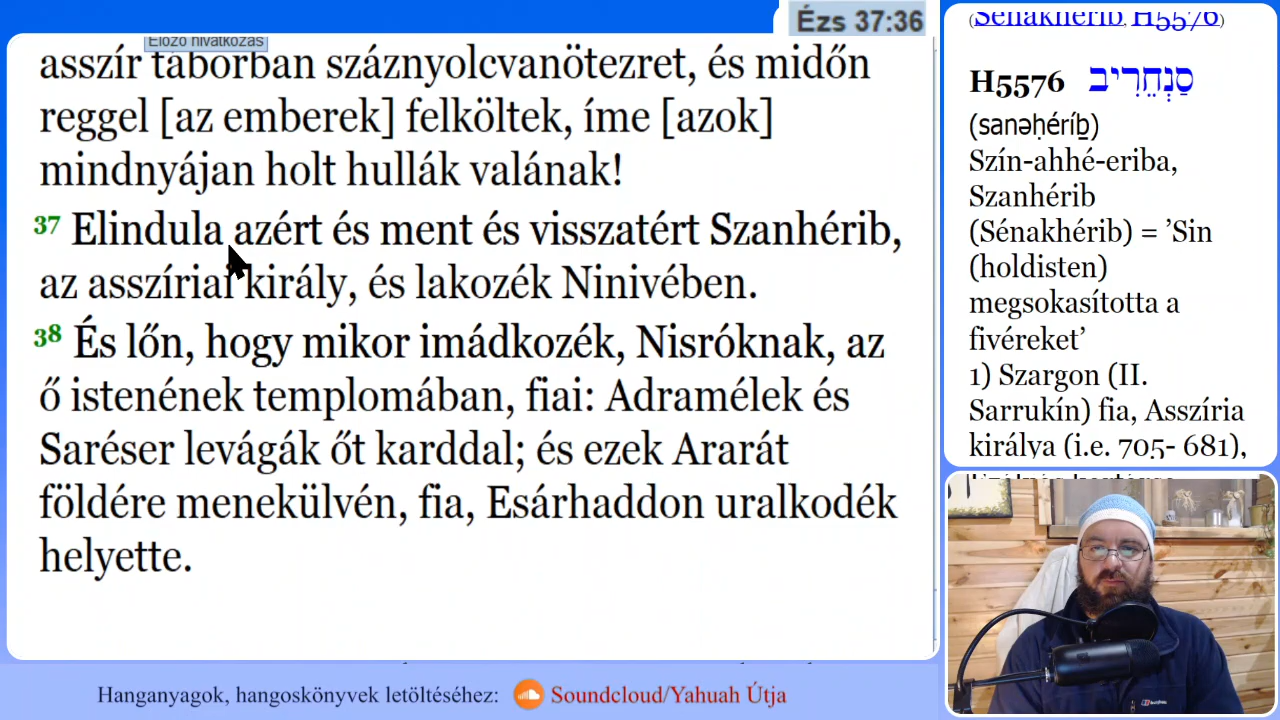 Ézs 37:36
Előző hivatkozás
asszír táborban száznyolcvanötezret, és midőn
reggel [az emberek] felköltek, íme [azok]
mindnyájan holt hullák valának!
37 Elindula azért és ment és visszatért Szanhérib,
az asszíriai király, és lakozék Ninivében.
38 És lőn, hogy mikor imádkozék, Nisróknak, az
ő istenének templomában, fiai: Adramélek és
Saréser levágák őt karddal; és ezek Ararát
földére menekülvén, fia, Esárhaddon uralkodék
helyette.
(Sénakhérib, H5576)
H5576 סַנְחֵרִיב
(sanəḥéríḇ)
Szín-ahhé-eriba,
Szanhérib
(Sénakhérib) = ’Sin
(holdisten)
megsokasította a
fivéreket’
1) Szargon (II.
Sarrukín) fia, Asszíria
királya (i.e. 705- 681),
Hanganyagok, hangoskönyvek letöltéséhez: Soundcloud/Yahuah Útja